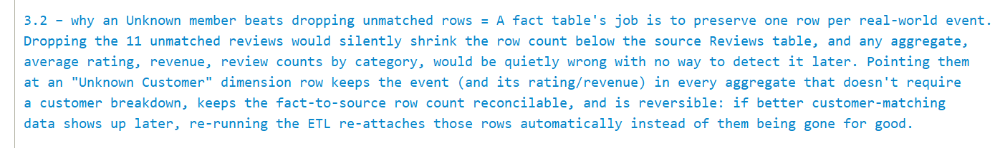 3.2 – why an Unknown member beats dropping unmatched rows = A fact table's job is to preserve one row per real-world event.
Dropping the 11 unmatched reviews would silently shrink the row count below the source Reviews table, and any aggregate,
average rating, revenue, review counts by category, would be quietly wrong with no way to detect it later. Pointing them
at an "Unknown Customer" dimension row keeps the event (and its rating/revenue) in every aggregate that doesn't require
a customer breakdown, keeps the fact-to-source row count reconcilable, and is reversible: if better customer-matching
data shows up later, re-running the ETL re-attaches those rows automatically instead of them being gone for good.